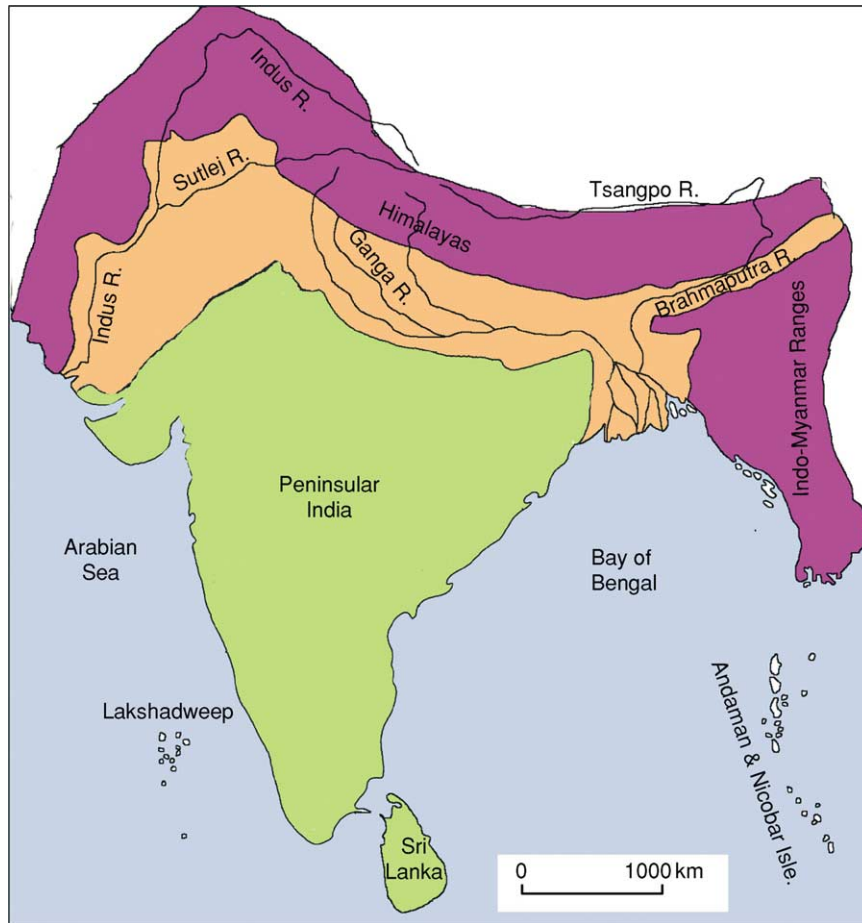 Indus R.
Sutlej R.
Tsangpo R.
Himalayas
Ganga R.
Brahmaputra R.
Indus R.
Indo-Myanmar Ranges
Peninsular
India
Arabian
Sea
Bay of
Bengal
Lakshadweep
Andaman & Nicobar Isle.
Sri
Lanka
0
1000 km